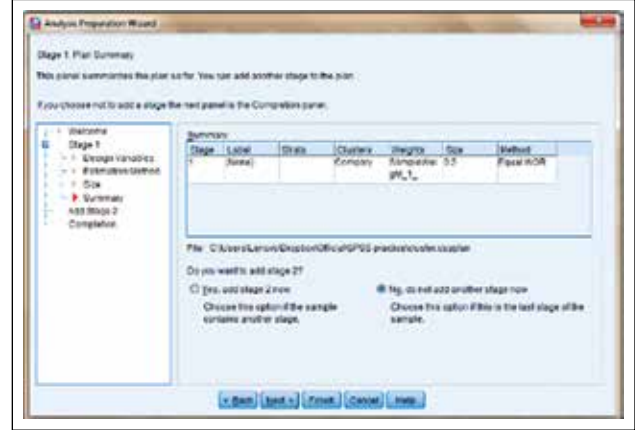 Analysis Preparation Wizard
Stage 1: Plan Summary
This panel summarizes the plan so far. You can add another stage to the plan.
If you choose not to add a stage the next panel is the Completion panel.
Welcome
Stage 1
Design Variables
Estimation Method
Size
Summary
Add Stage 2
Completion
Summary
Stage Label Strata Clusters Weights Size Method
1 (None) Company SampleWei 0.5 Equal WOR
ght_1_
File:
Do you want to add stage 2?
Yes, add stage 2 now
Choose this option if the sample
contains another stage.
No, do not add another stage now
Choose this option if this is the last stage of the
sample.
< Back Next > Finish Cancel Help